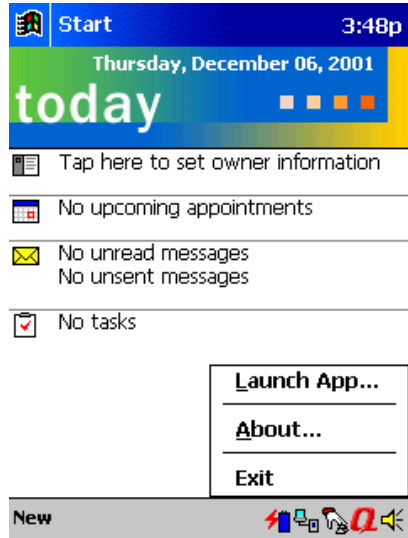 Start 3:48p
Thursday, December 06, 2001
today
Tap here to set owner information
No upcoming appointments
No unread messages
No unsent messages
No tasks
Launch App...
About...
Exit
New